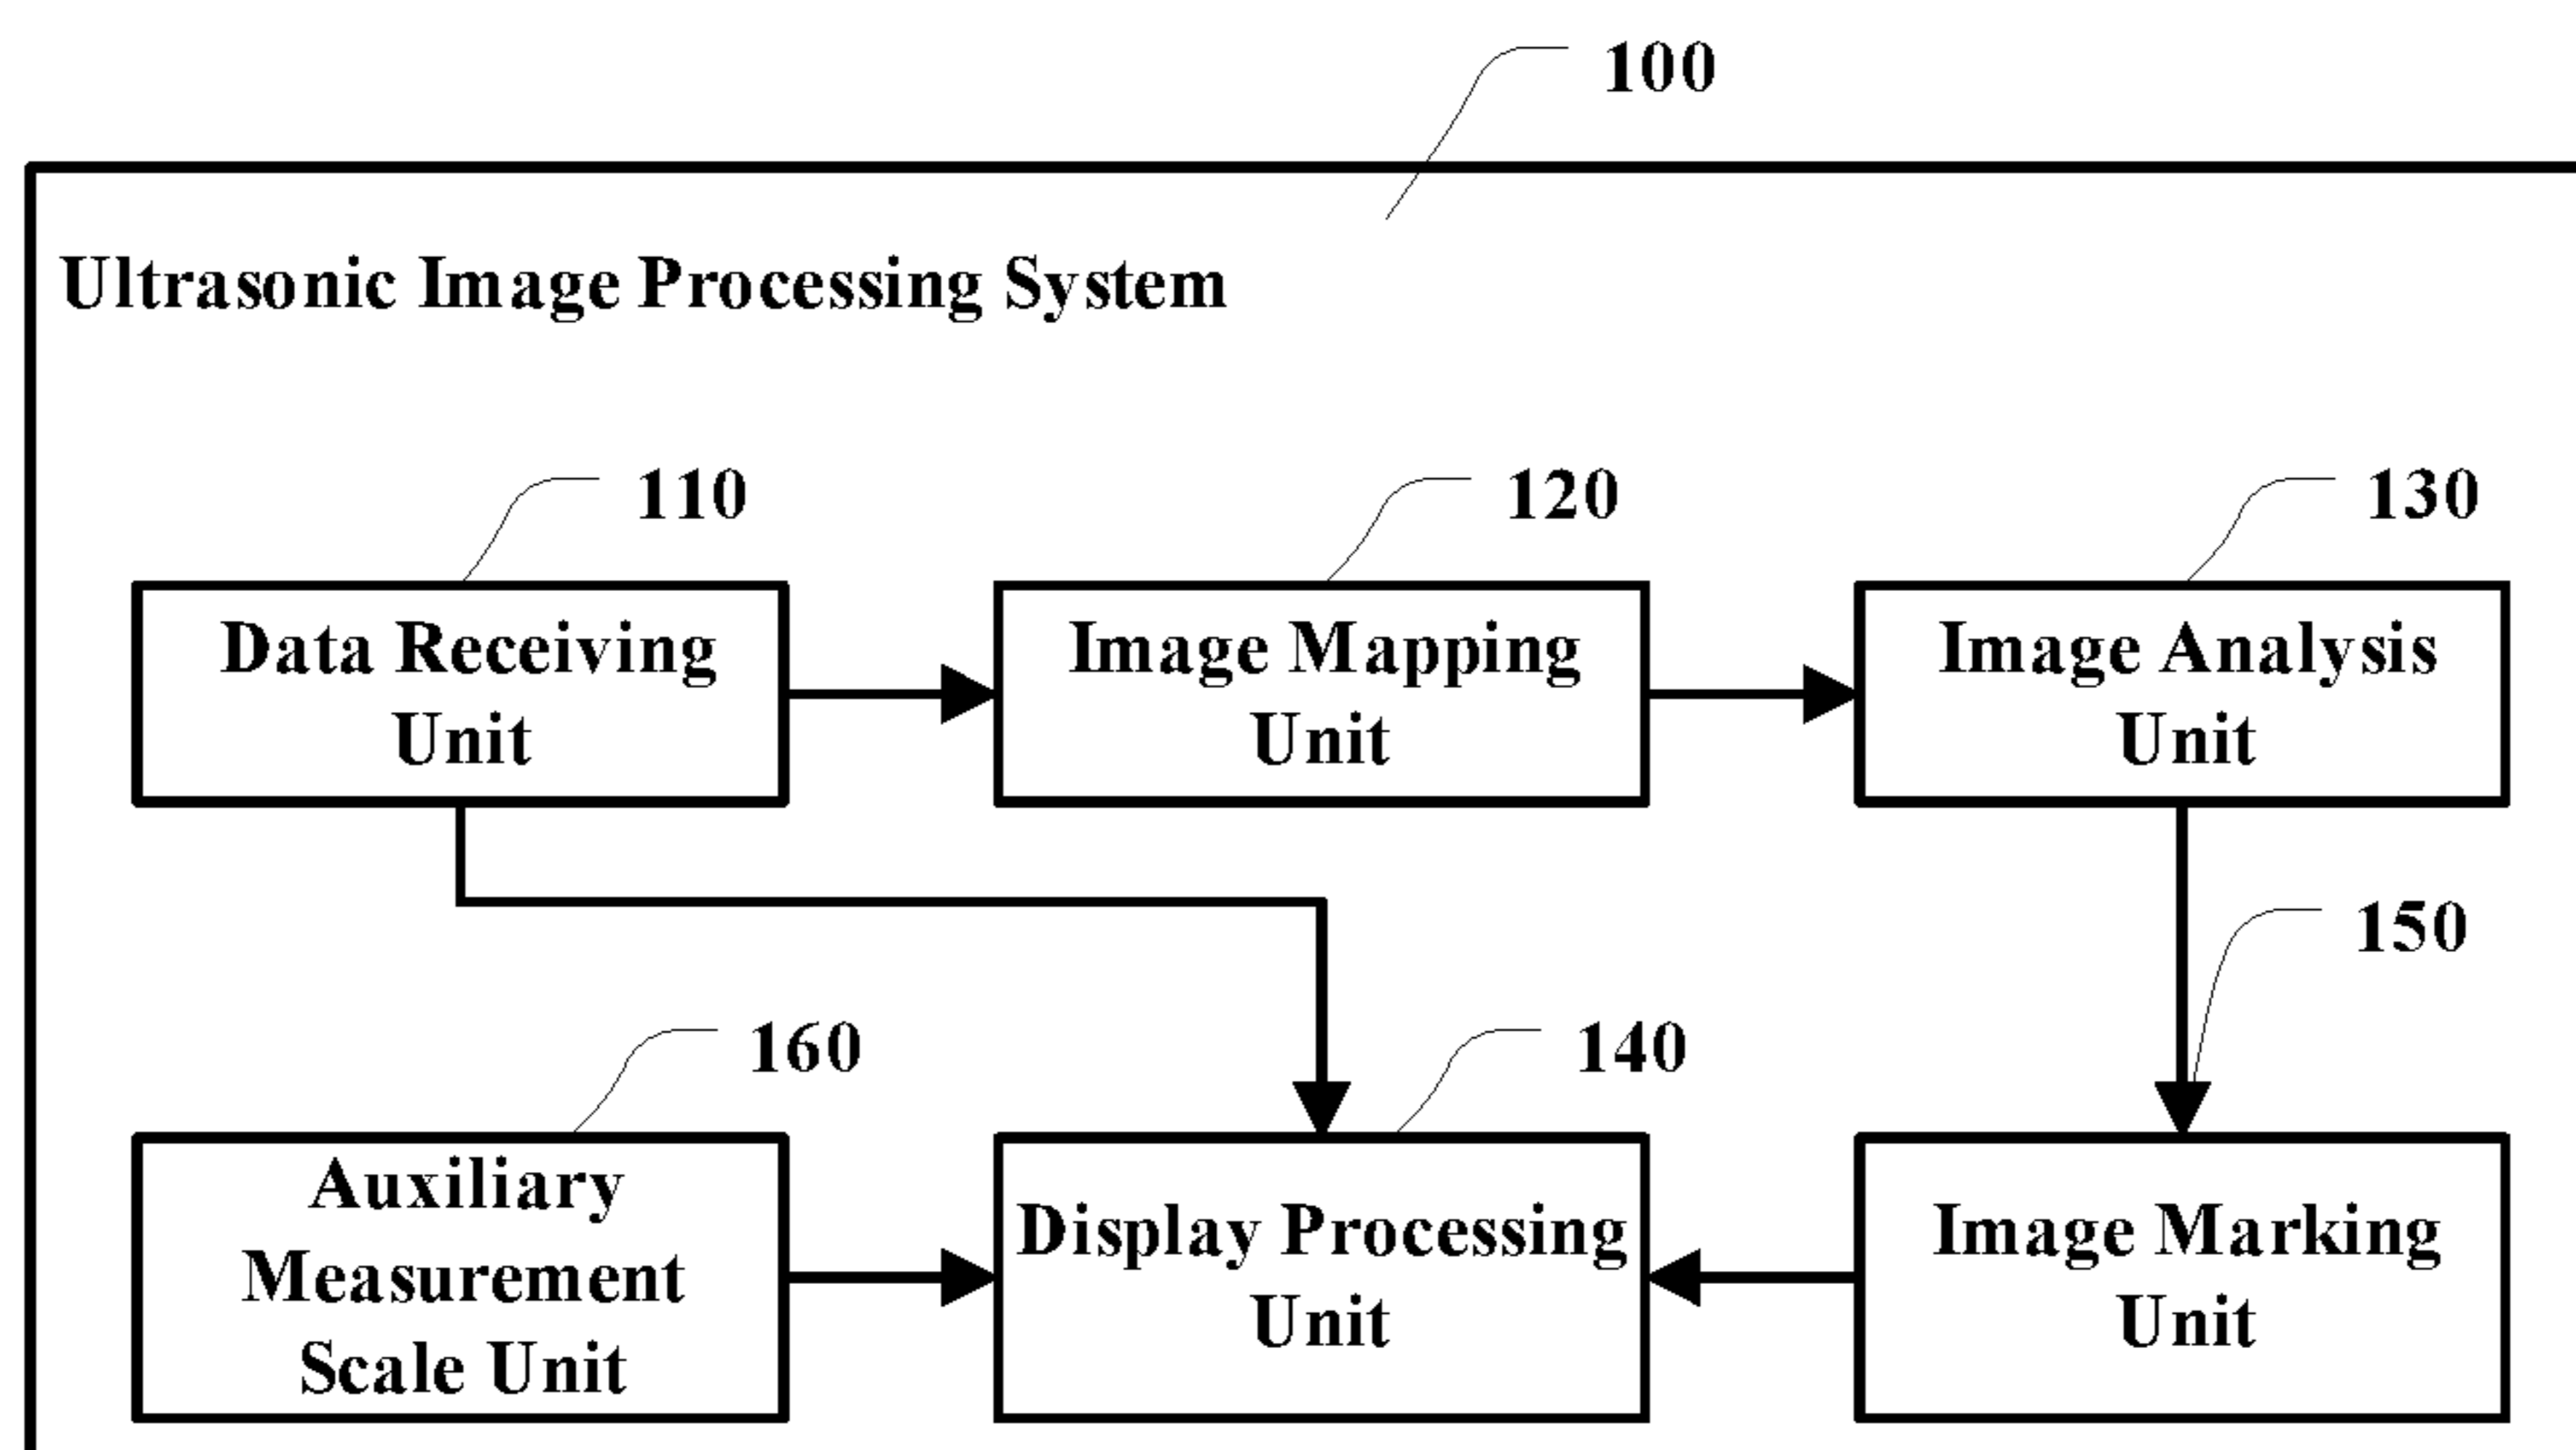 100
Ultrasonic Image Processing System
110
120
130
Data Receiving
Unit
Image Mapping
Unit
Image Analysis
Unit
150
160
140
Auxiliary
Measurement
Scale Unit
Display Processing
Unit
Image Marking
Unit